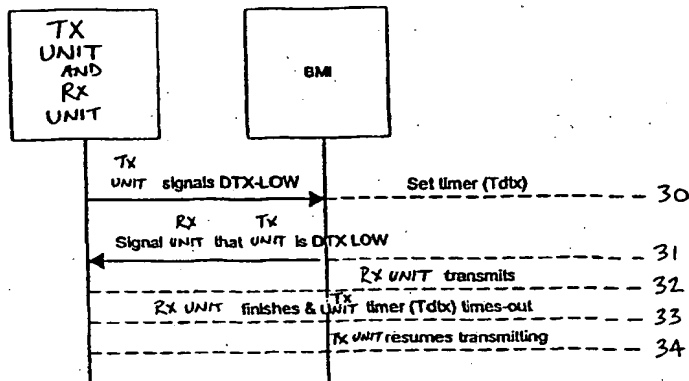 TX
UNIT
AND
RX
UNIT
BMI
TX
UNIT signals DTX-LOW
Set timer (Tdtx)
30
RX TX
Signal UNIT that UNIT is DTX LOW
31
RX UNIT transmits
32
TX
RX UNIT finishes & UNIT timer (Tdtx) times-out
33
TX UNIT resumes transmitting
34